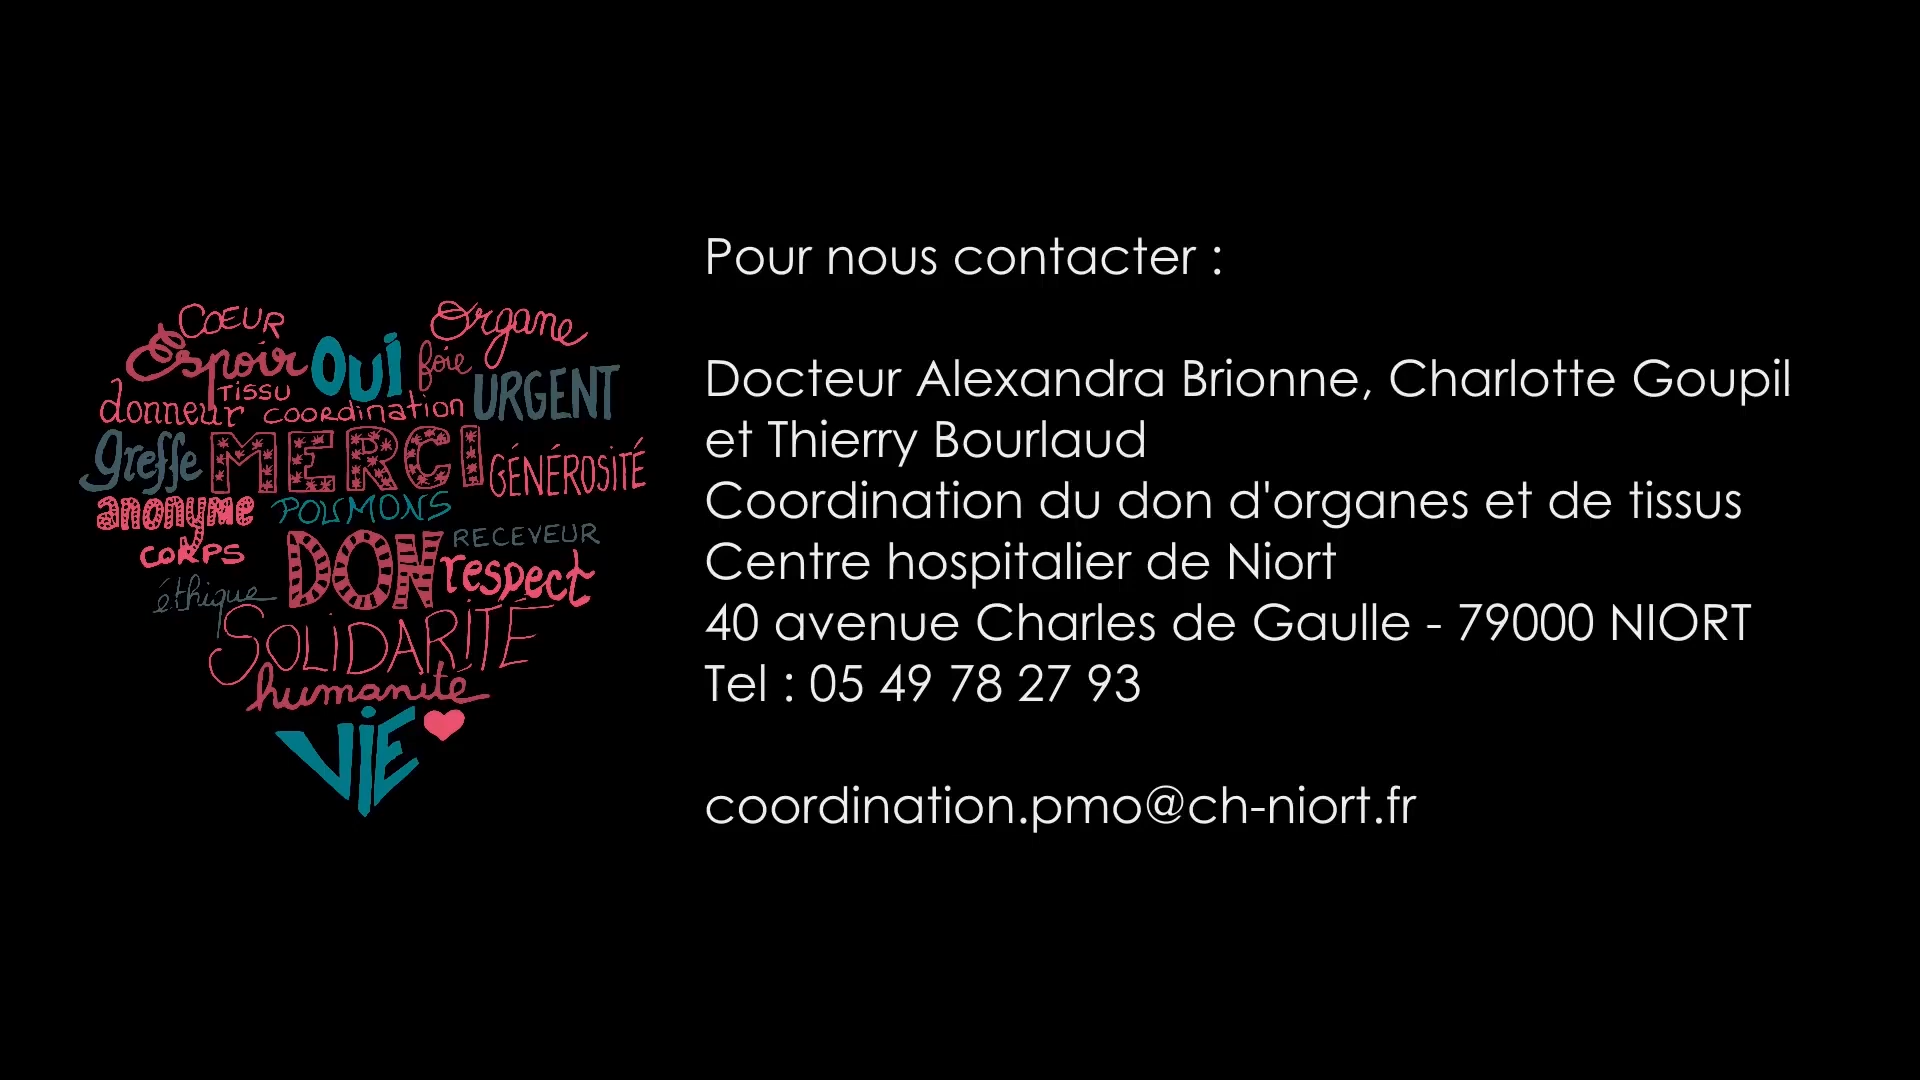 COEUR
Organe
Espoir
OUi
foie
URGENT
TiSSU
donneur
COORdiNATiON
greffe
MERCI
GÉNÉROSiTÉ
anonyme
POUMONS
RECEVEUR
CORPS
DON
respect
éthique
SOLiDARiTÉ
humanité
ViE
Pour nous contacter :
Docteur Alexandra Brionne, Charlotte Goupil
et Thierry Bourlaud
Coordination du don d'organes et de tissus
Centre hospitalier de Niort
40 avenue Charles de Gaulle - 79000 NIORT
Tel : 05 49 78 27 93
coordination.pmo@ch-niort.fr